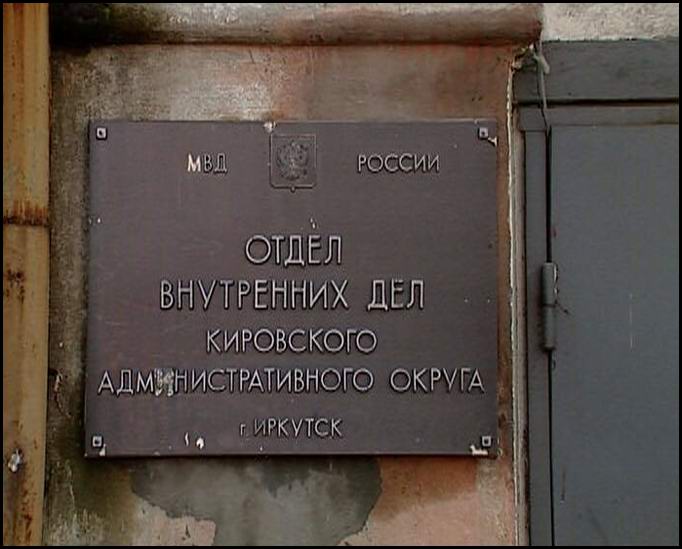 МВД РОССИИ
ОТДЕЛ
ВНУТРЕННИХ ДЕЛ
КИРОВСКОГО
АДМИНИСТРАТИВНОГО ОКРУГА
г. ИРКУТСК